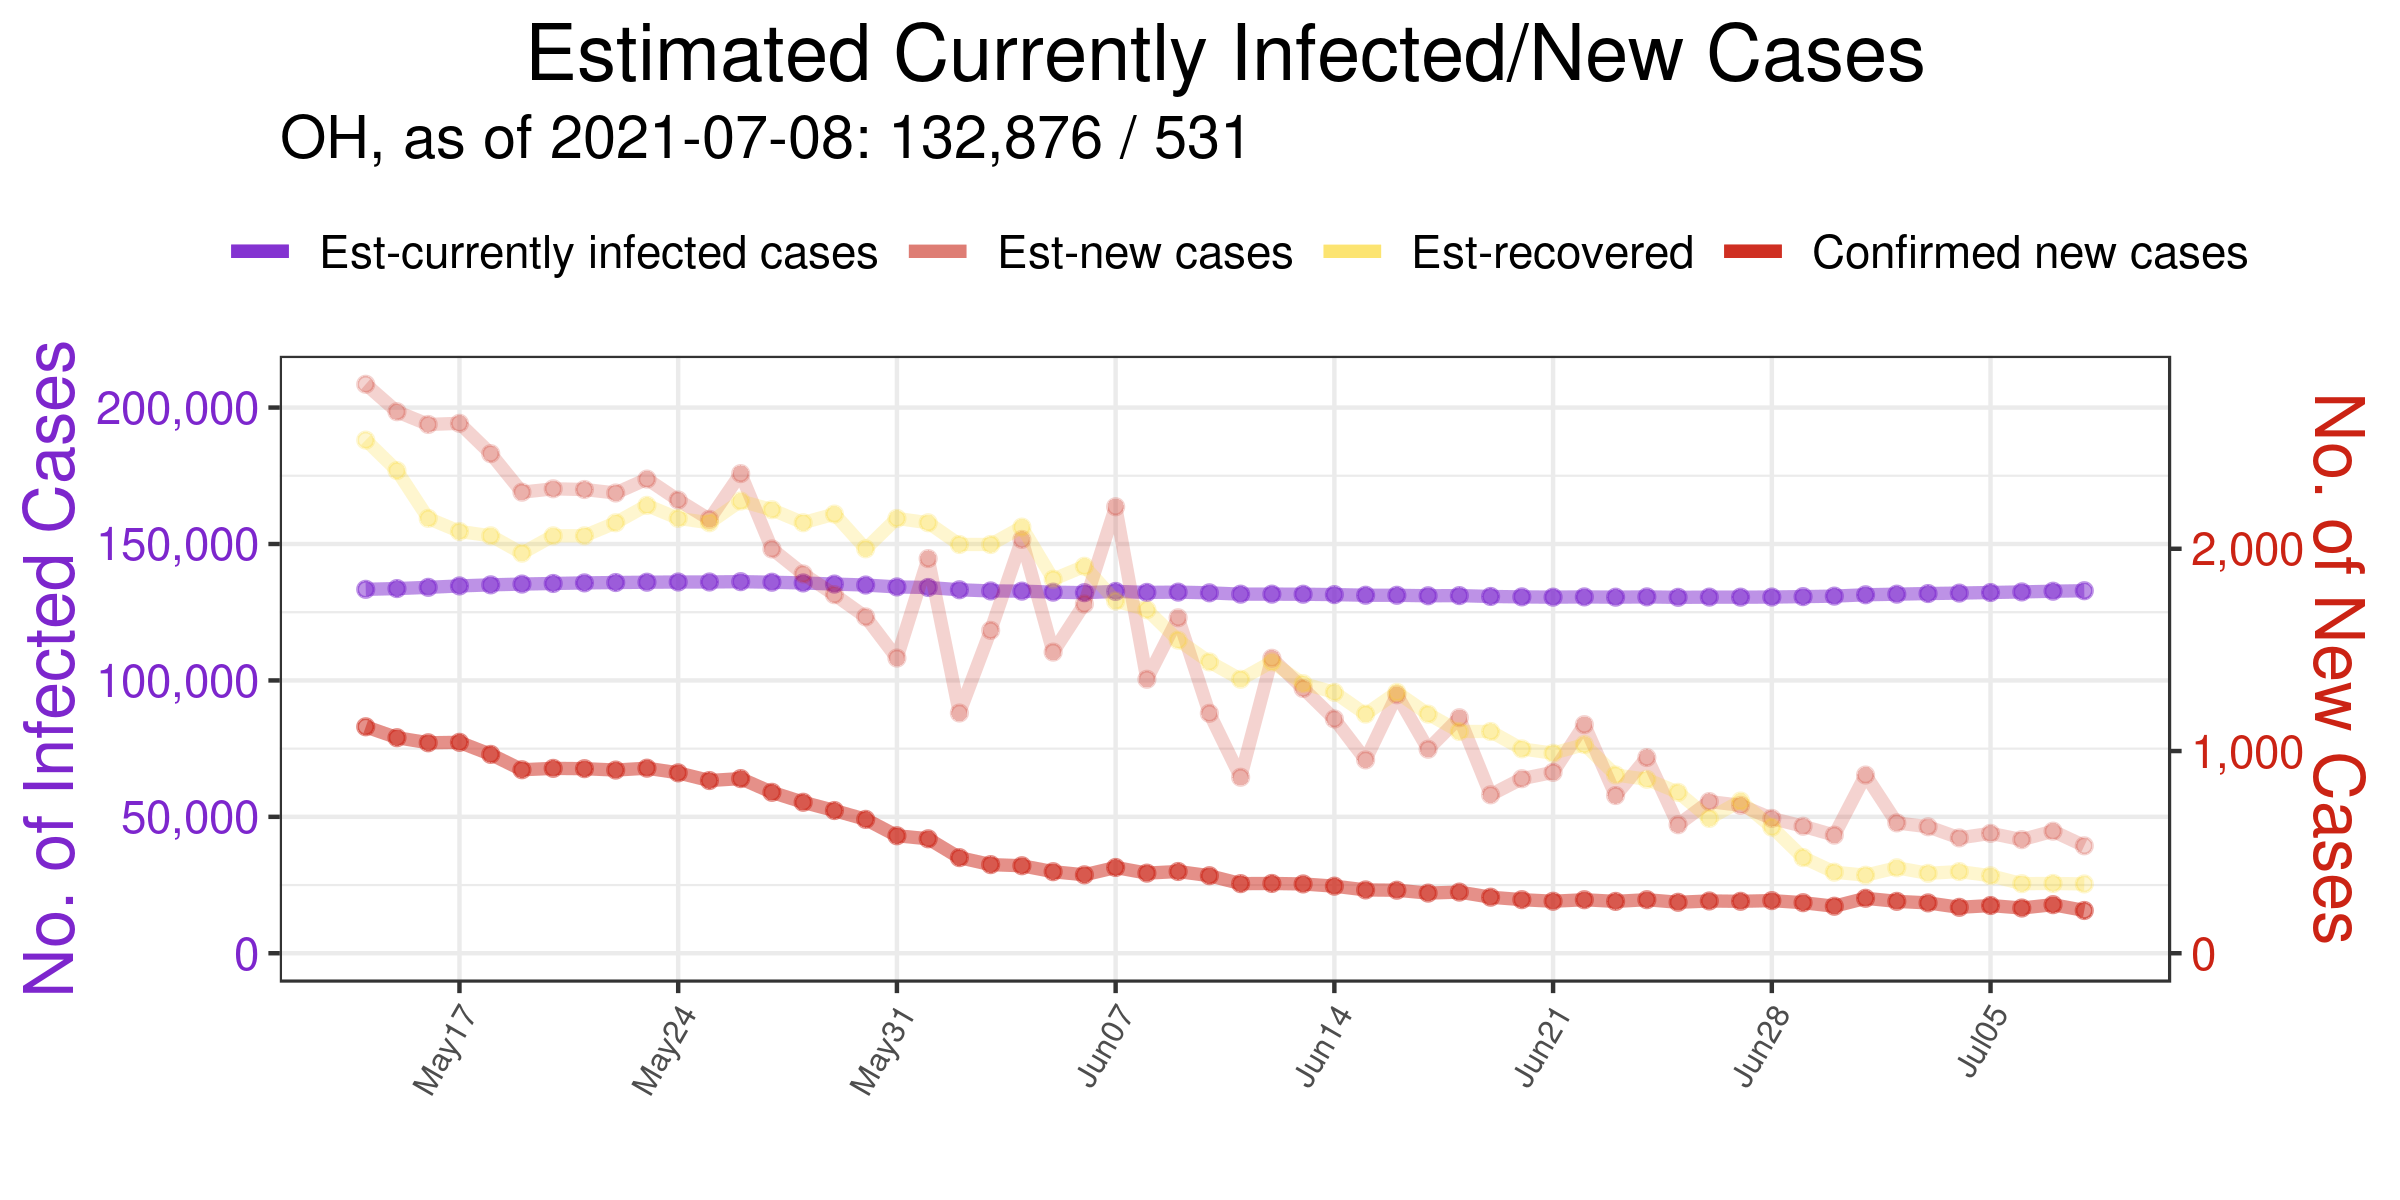 Estimated Currently Infected/New Cases
OH, as of 2021-07-08: 132,876 / 531
Est-currently infected cases Est-new cases Est-recovered Confirmed new cases
No. of Infected Cases
200,000
150,000
100,000
50,000
0
2,000
1,000
0
No. of New Cases
May17 May24 May31 Jun07 Jun14 Jun21 Jun28 Jul05